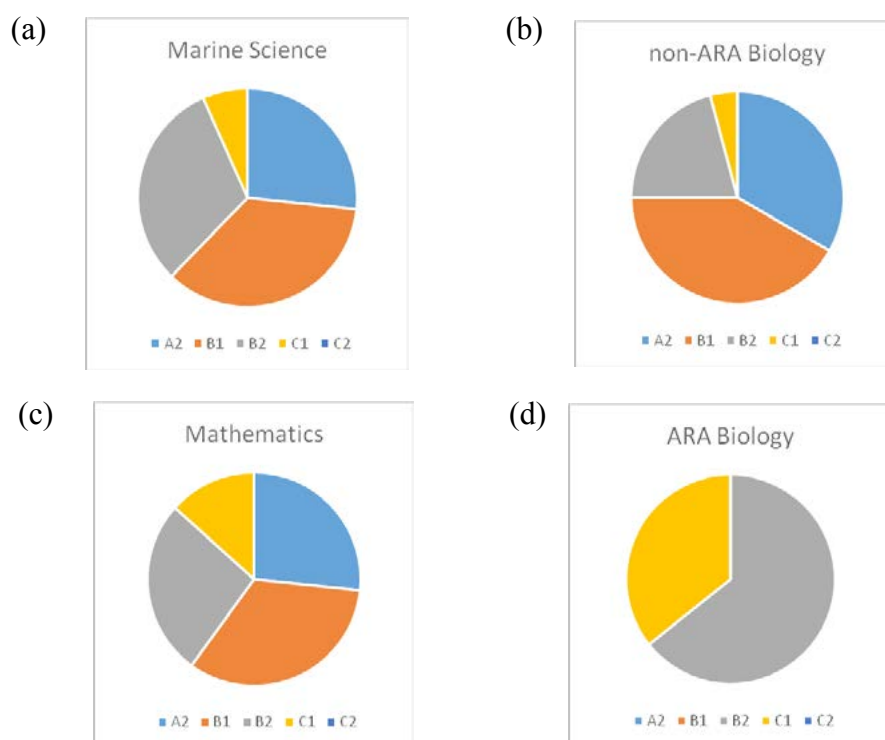 (a)
Marine Science
A2 B1 B2 C1 C2
(b)
non-ARA Biology
A2 B1 B2 C1 C2
(c)
Mathematics
A2 B1 B2 C1 C2
(d)
ARA Biology
A2 B1 B2 C1 C2